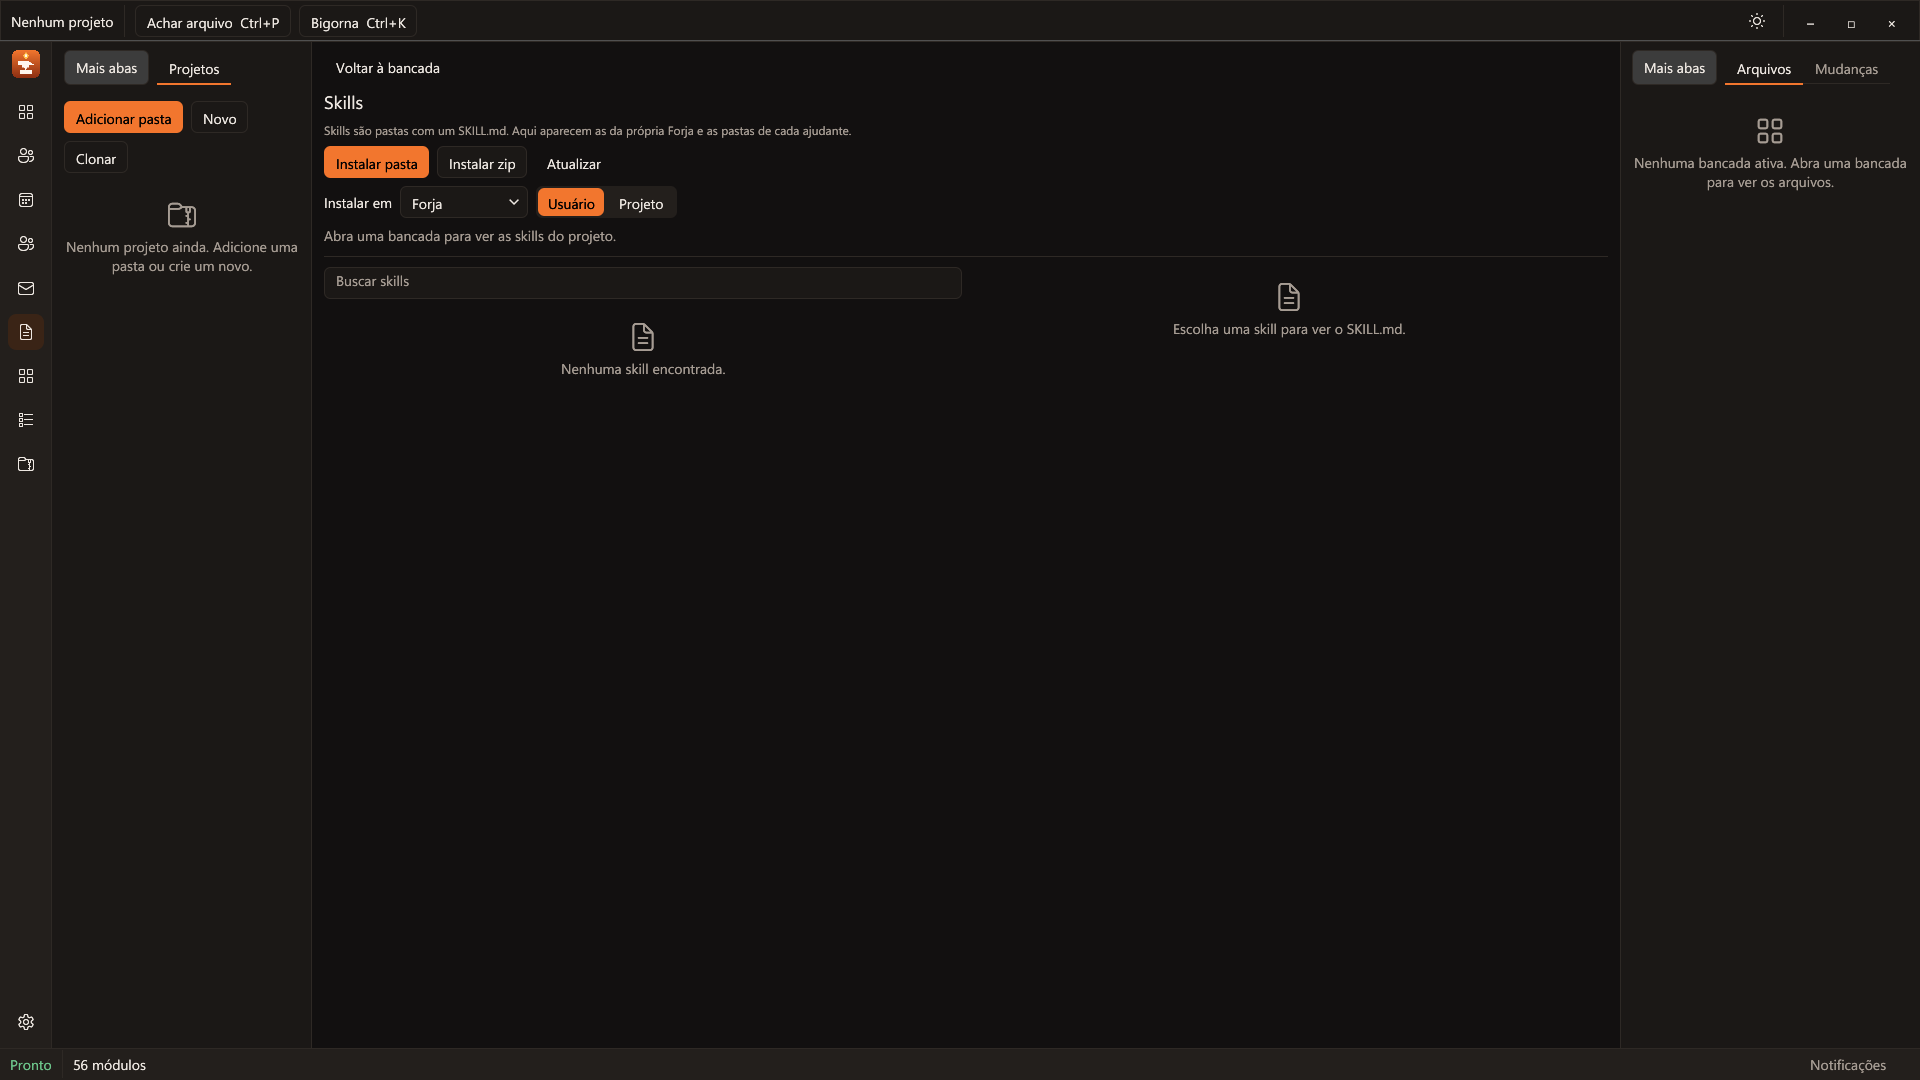 Nenhum projeto
Achar arquivo Ctrl+P
Bigorna Ctrl+K
Mais abas
Projetos
Adicionar pasta
Novo
Clonar
Nenhum projeto ainda. Adicione uma
pasta ou crie um novo.
Voltar à bancada
Skills
Skills são pastas com um SKILL.md. Aqui aparecem as da própria Forja e as pastas de cada ajudante.
Instalar pasta
Instalar zip
Atualizar
Instalar em
Forja
Usuário
Projeto
Abra uma bancada para ver as skills do projeto.
Buscar skills
Nenhuma skill encontrada.
Escolha uma skill para ver o SKILL.md.
Mais abas
Arquivos
Mudanças
Nenhuma bancada ativa. Abra uma bancada
para ver os arquivos.
Pronto
56 módulos
Notificações